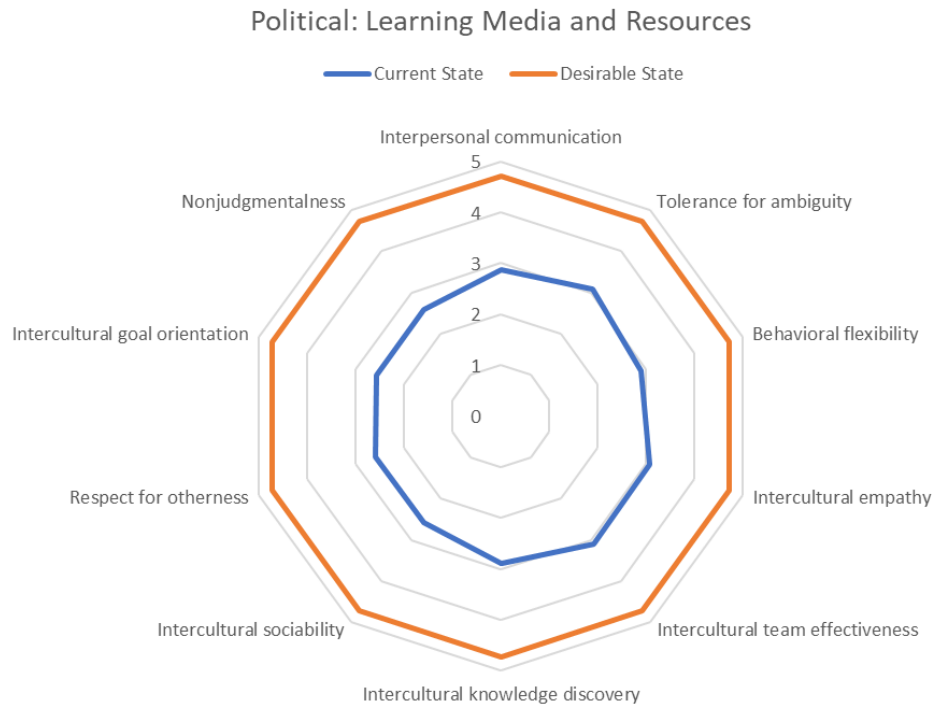 Political: Learning Media and Resources
Current State
Desirable State
Interpersonal communication
5
Nonjudgmentalness
Tolerance for ambiguity
4
3
Intercultural goal orientation
Behavioral flexibility
2
1
0
Respect for otherness
Intercultural empathy
Intercultural sociability
Intercultural team effectiveness
Intercultural knowledge discovery